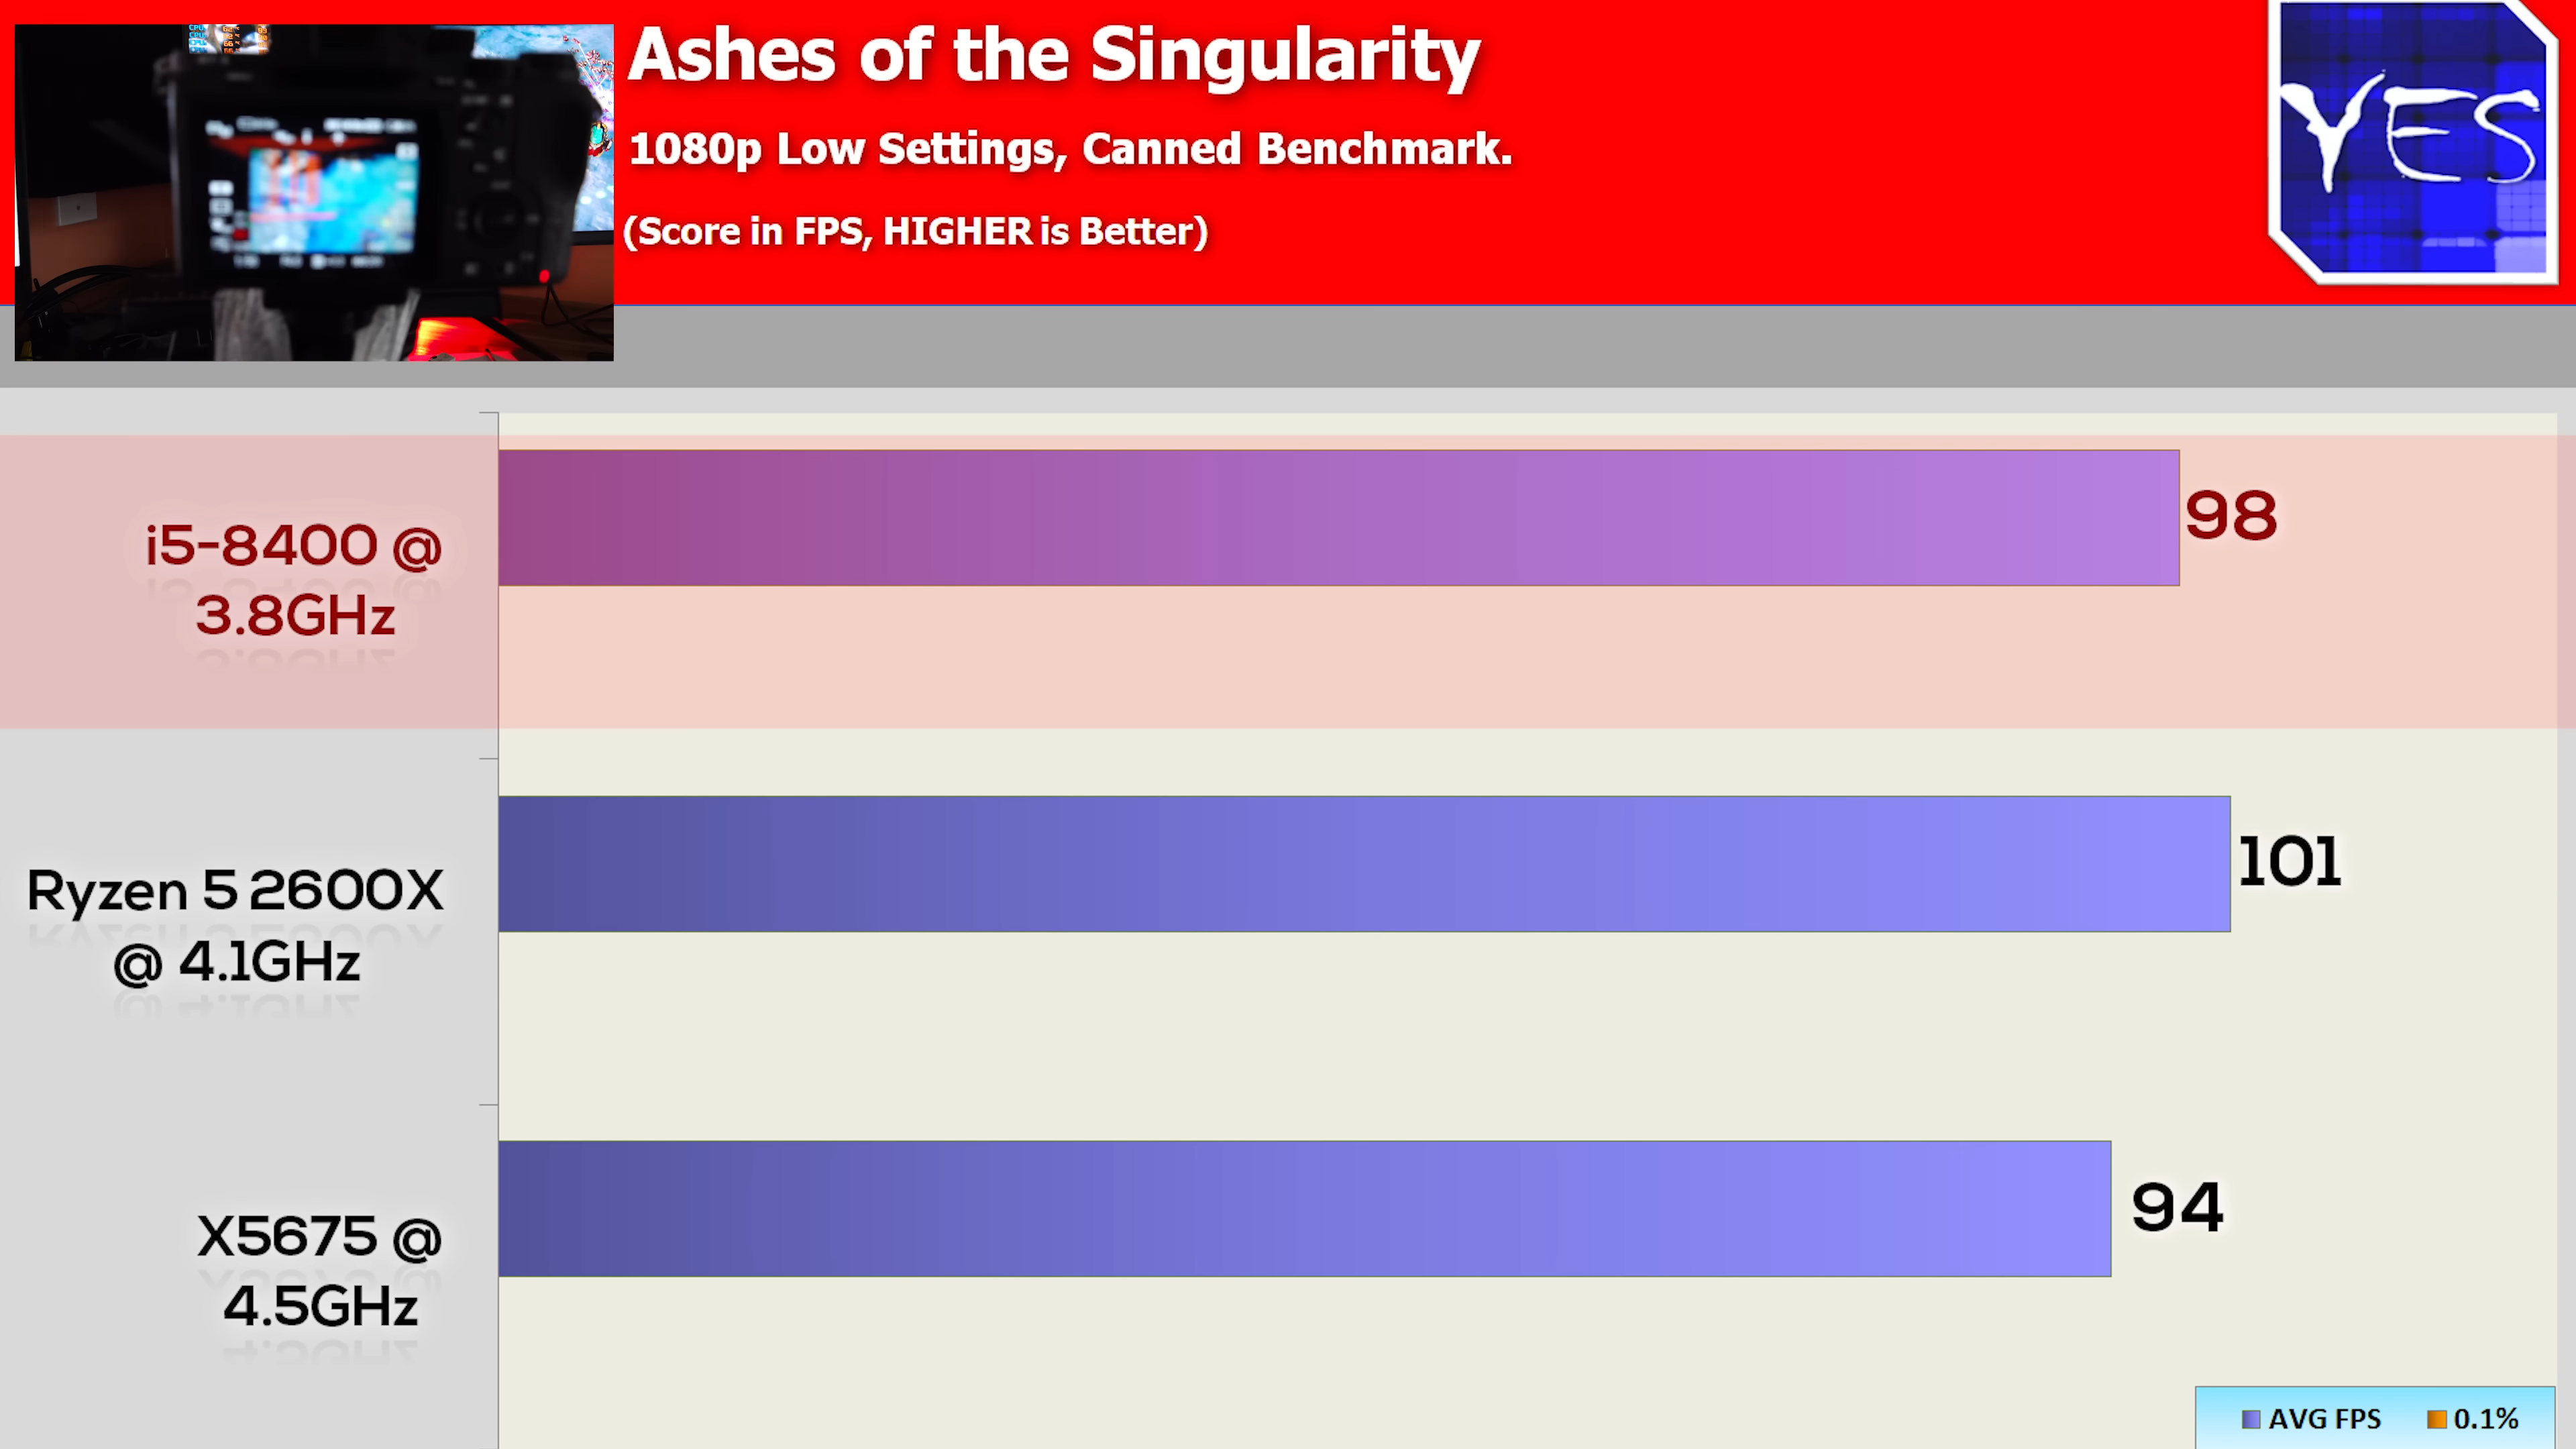 Ashes of the Singularity
1080p Low Settings, Canned Benchmark.
(Score in FPS, HIGHER is Better)
YES
i5-8400 @
3.8GHz
98
Ryzen 5 2600X
@ 4.1GHz
101
X5675 @
4.5GHz
94
AVG FPS
0.1%